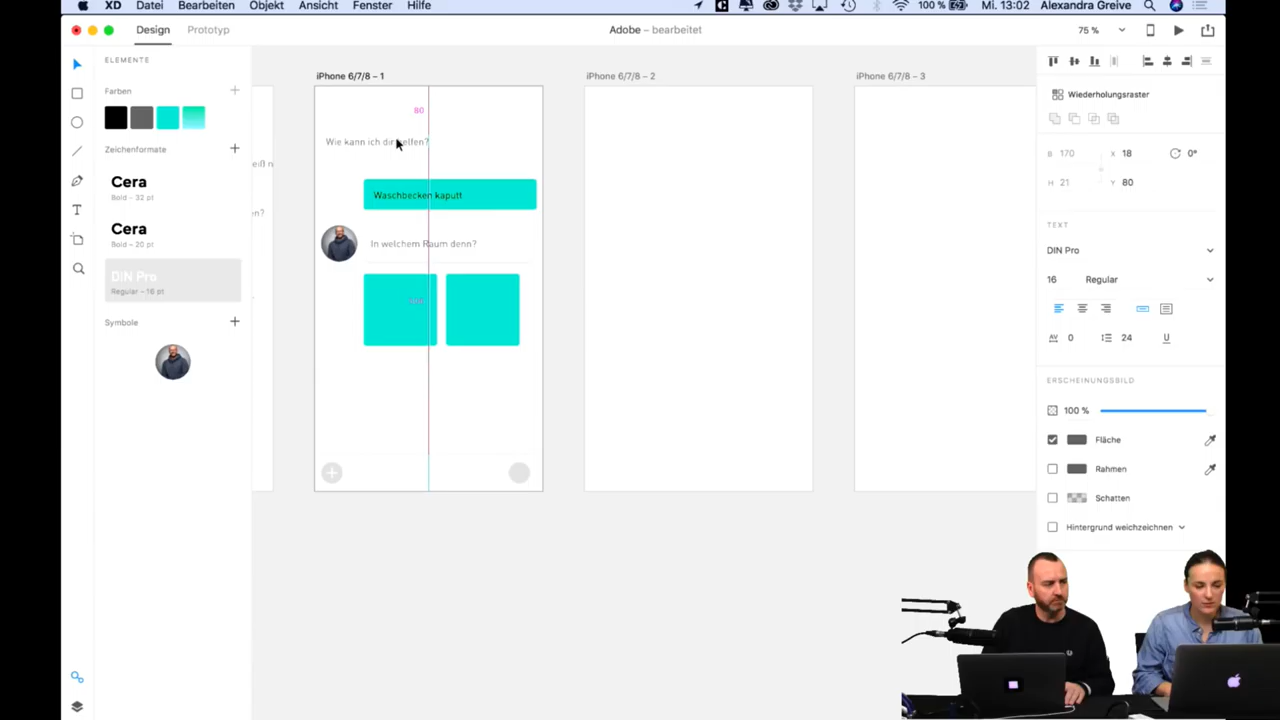 XD Datei Bearbeiten Objekt Ansicht Fenster Hilfe 100 % Mi. 13:02 Alexandra Greive
Design Prototyp Adobe – bearbeitet 75 %
ELEMENTE
Farben
Zeichenformate
Cera
Bold – 32 pt
Cera
Bold – 20 pt
DIN Pro
Regular – 16 pt
Symbole
iPhone 6/7/8 – 1
iPhone 6/7/8 – 2
iPhone 6/7/8 – 3
80
Wie kann ich dir helfen?
Waschbecken kaputt
In welchem Raum denn?
Wiederholungsraster
B 170 X 18 0°
H 21 Y 80
TEXT
DIN Pro
16 Regular
AV 0 24 U
ERSCHEINUNGSBILD
100 %
Fläche
Rahmen
Schatten
Hintergrund weichzeichnen